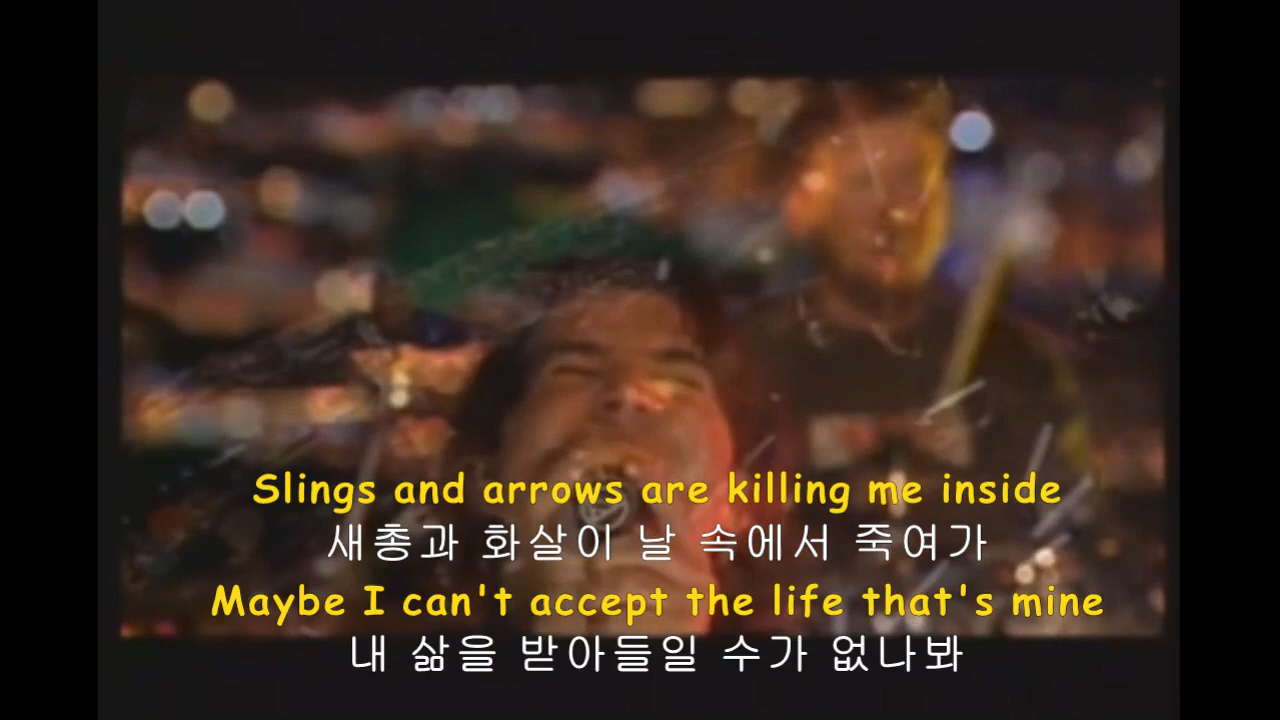 Slings and arrows are killing me inside
새총과 화살이 날 속에서 죽여가
Maybe I can't accept the life that's mine
내 삶을 받아들일 수가 없나봐